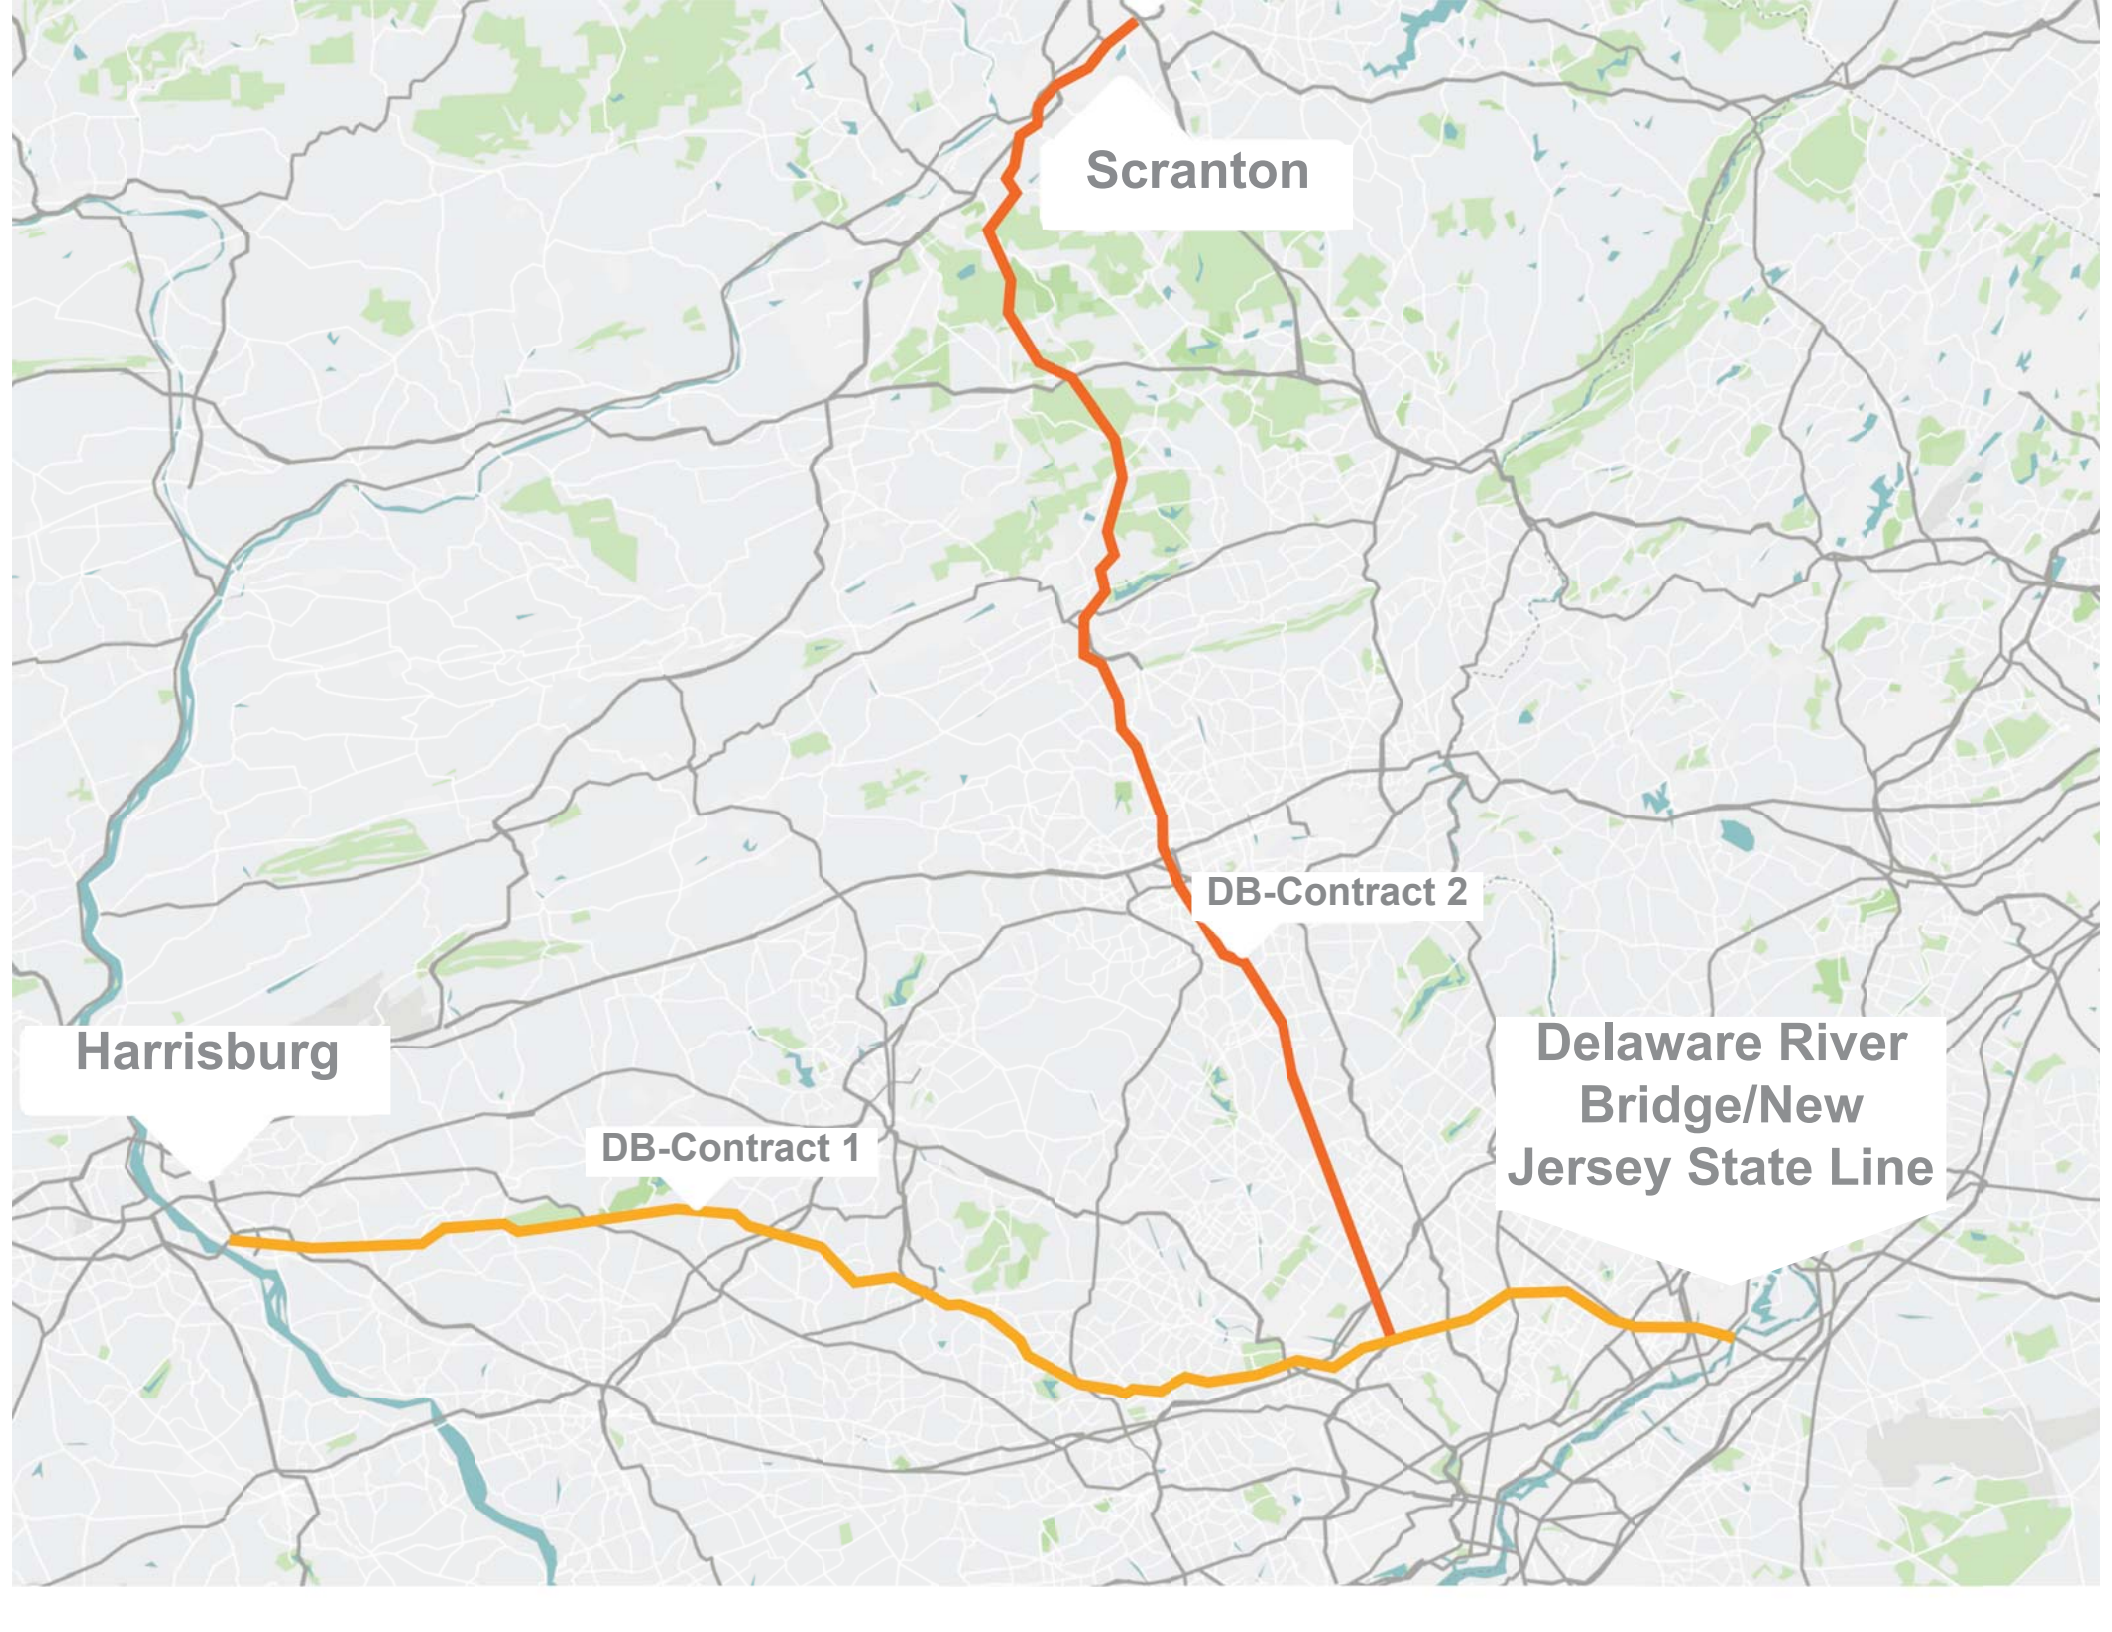 Scranton
DB-Contract 2
Harrisburg
Delaware River
Bridge/New
Jersey State Line
DB-Contract 1